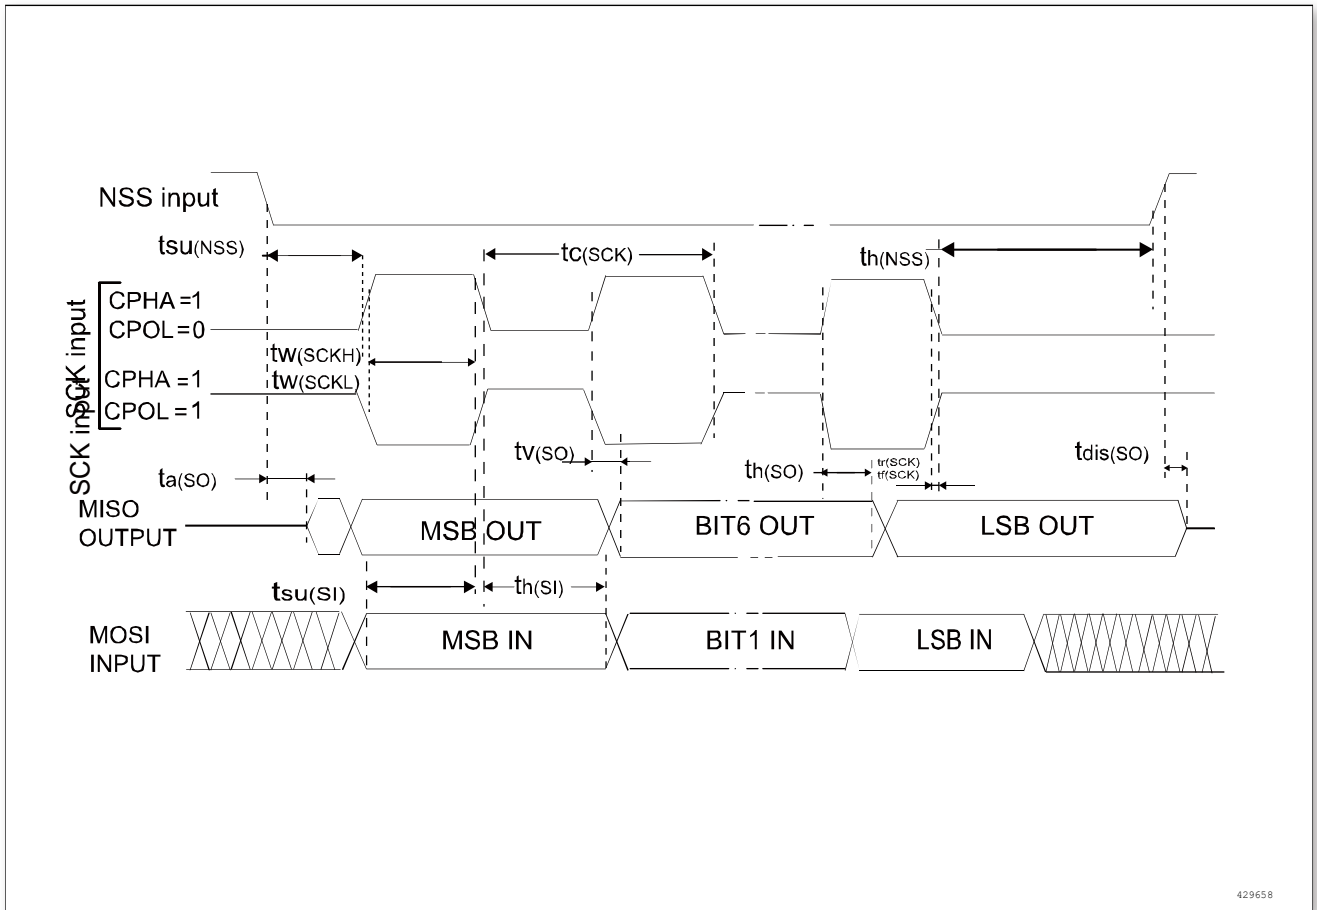 NSS input
tsu(NSS)
tc(SCK)
th(NSS)
SCK input
CPHA =1
CPOL=0
tw(SCKH)
CPHA =1
tw(SCKL)
CPOL =1
SCK input
tv(SO)
tdis(SO)
th(SO)
tr(SCK)
tf(SCK)
ta(SO)
MISO
OUTPUT
MSB OUT
BIT6 OUT
LSB OUT
tsu(SI)
th(SI)
MOSI
INPUT
MSB IN
BIT1 IN
LSB IN
429658